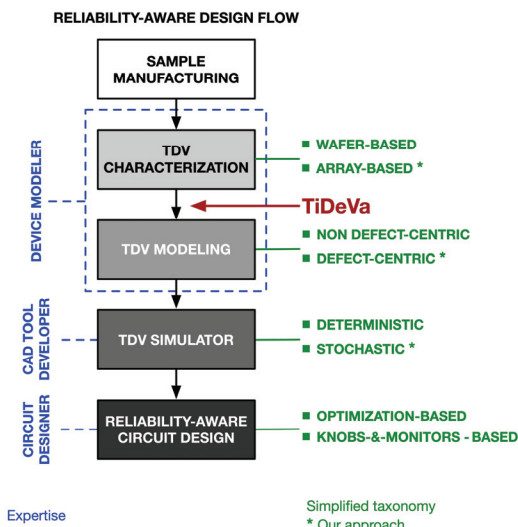 RELIABILITY-AWARE DESIGN FLOW
SAMPLE
MANUFACTURING
DEVICE MODELER
TDV
CHARACTERIZATION
■ WAFER-BASED
■ ARRAY-BASED *
TiDeVa
TDV MODELING
■ NON DEFECT-CENTRIC
■ DEFECT-CENTRIC *
CAD TOOL
DEVELOPER
TDV SIMULATOR
■ DETERMINISTIC
■ STOCHASTIC *
CIRCUIT
DESIGNER
RELIABILITY-AWARE
CIRCUIT DESIGN
■ OPTIMIZATION-BASED
■ KNOBS-&-MONITORS - BASED
Expertise
Simplified taxonomy
* Our approach